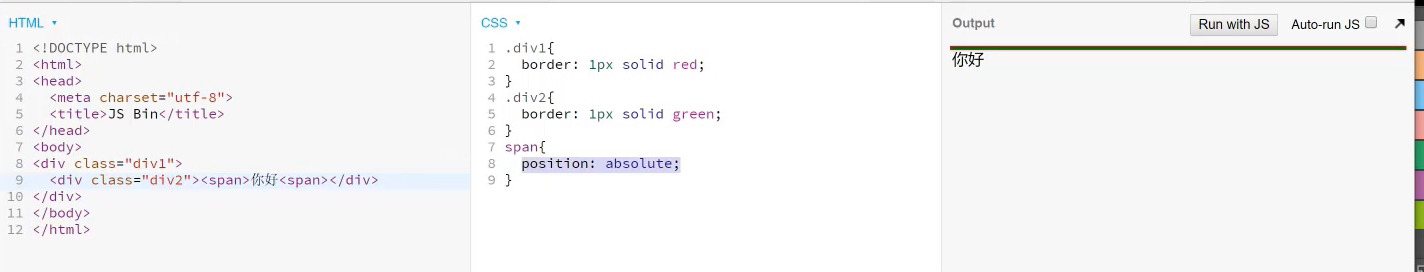 HTML
1 <!DOCTYPE html>
2 <html>
3 <head>
4   <meta charset="utf-8">
5   <title>JS Bin</title>
6 </head>
7 <body>
8 <div class="div1">
9   <div class="div2"><span>你好<span></div>
10 </div>
11 </body>
12 </html>
CSS
1 .div1{
2   border: 1px solid red;
3 }
4 .div2{
5   border: 1px solid green;
6 }
7 span{
8   position: absolute;
9 }
Output
Run with JS
Auto-run JS
你好